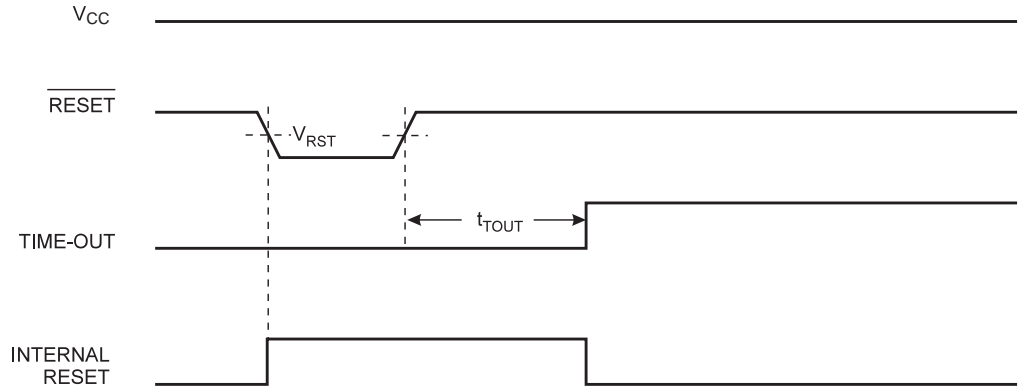 VCC
RESET
VRST
tTOUT
TIME-OUT
INTERNAL
RESET